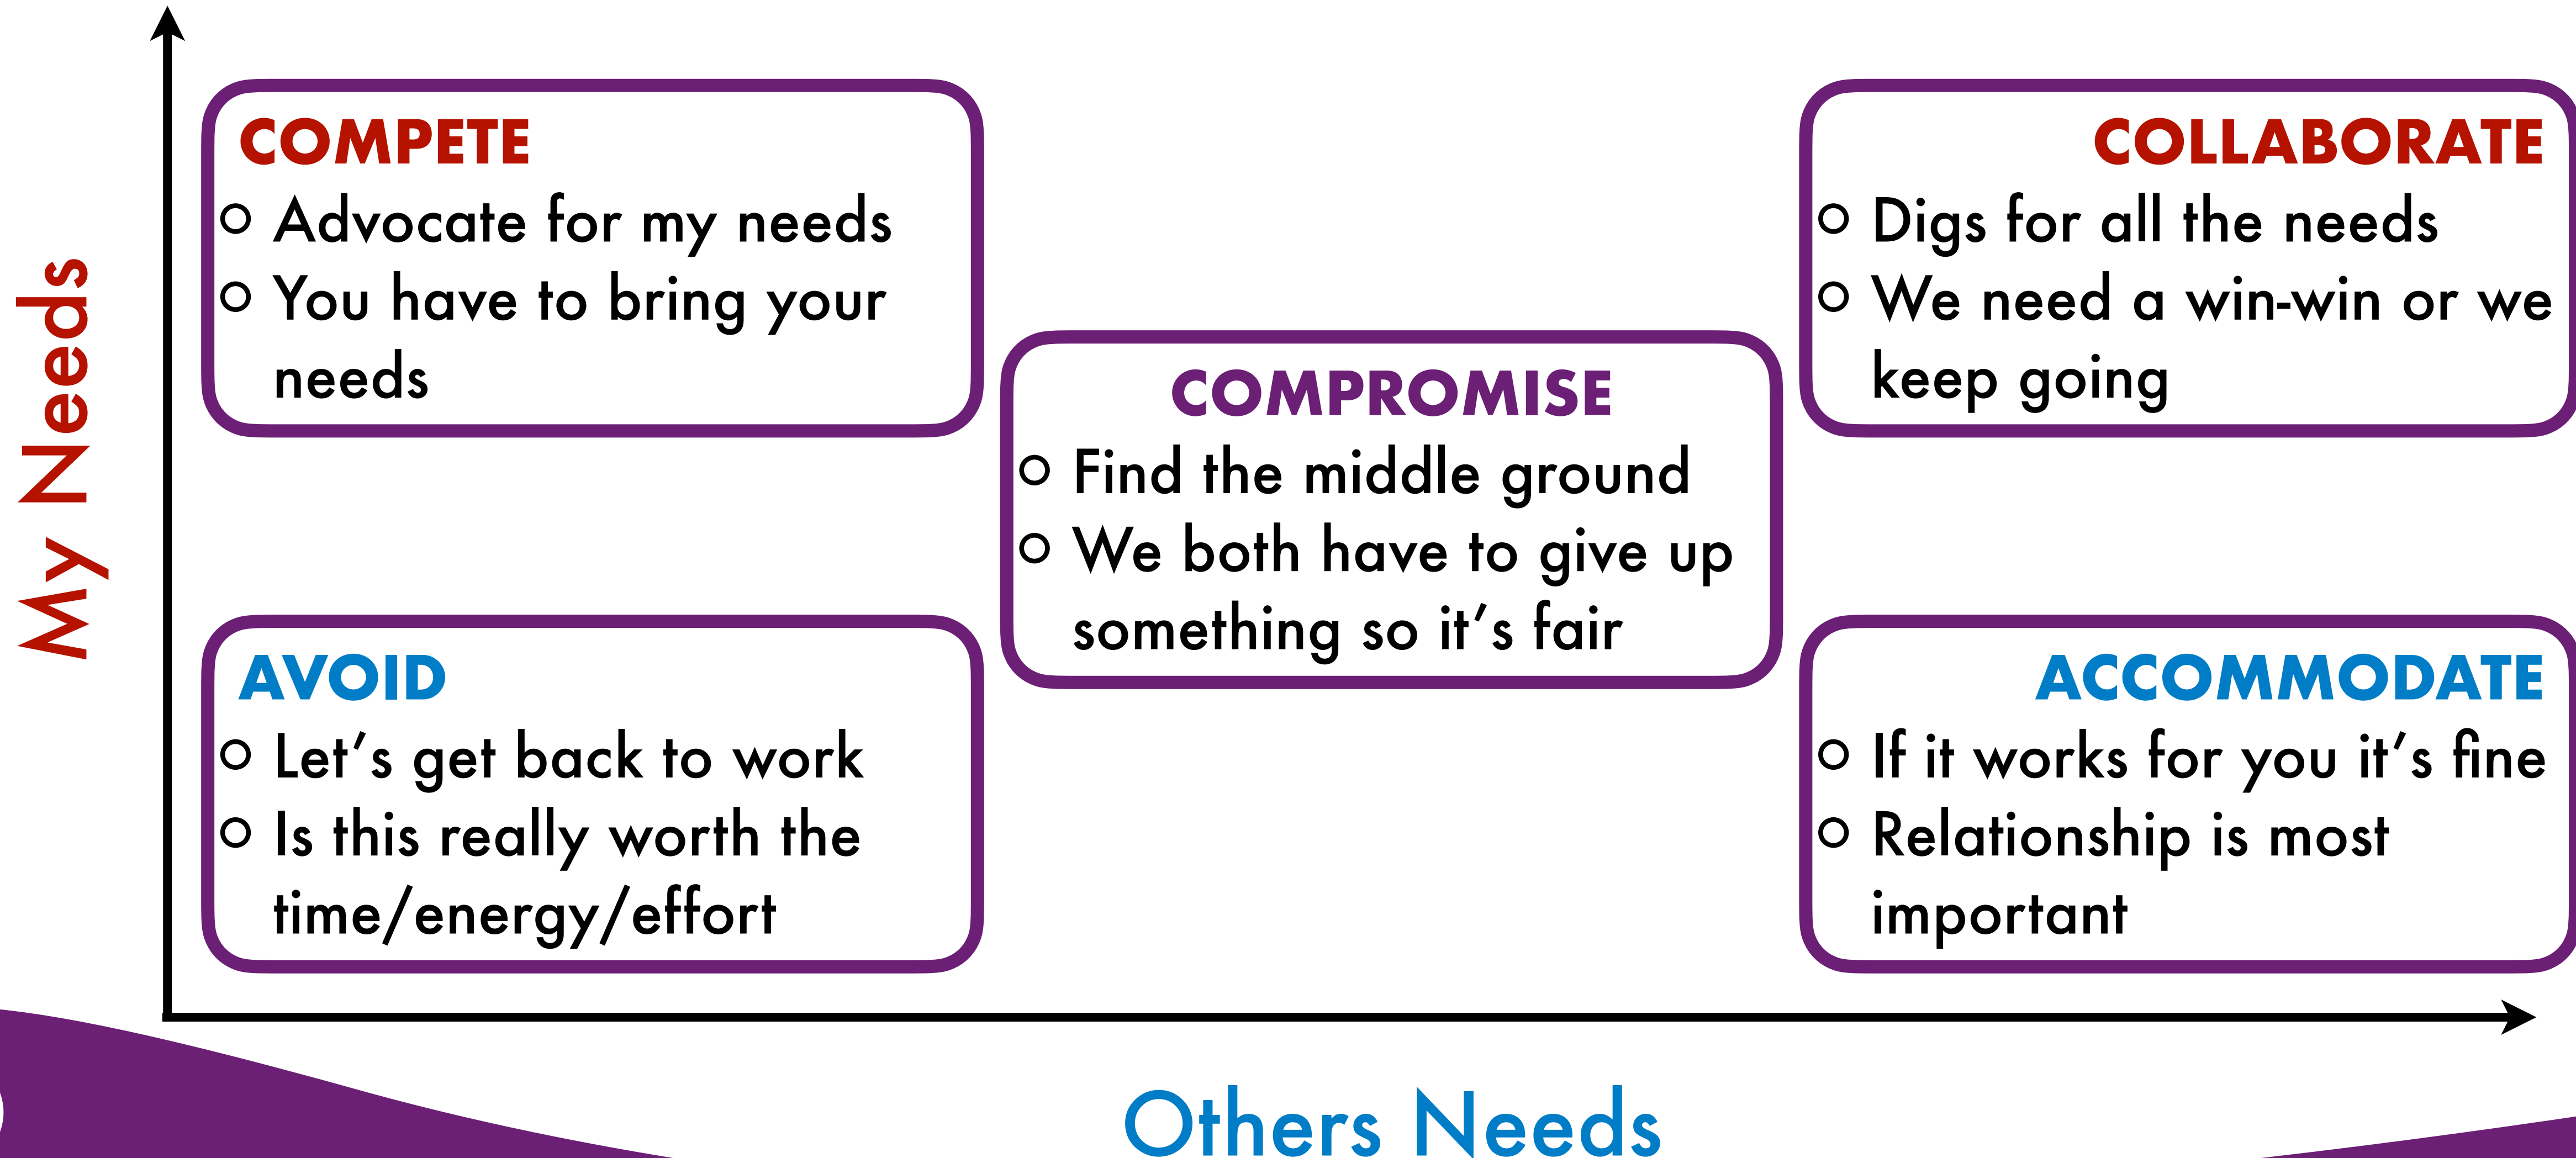 My Needs
COMPETE
○ Advocate for my needs
○ You have to bring your
needs
COLLABORATE
○ Digs for all the needs
○ We need a win-win or we
keep going
COMPROMISE
○ Find the middle ground
○ We both have to give up
something so it’s fair
AVOID
○ Let’s get back to work
○ Is this really worth the
time/energy/effort
ACCOMMODATE
○ If it works for you it’s fine
○ Relationship is most
important
Others Needs